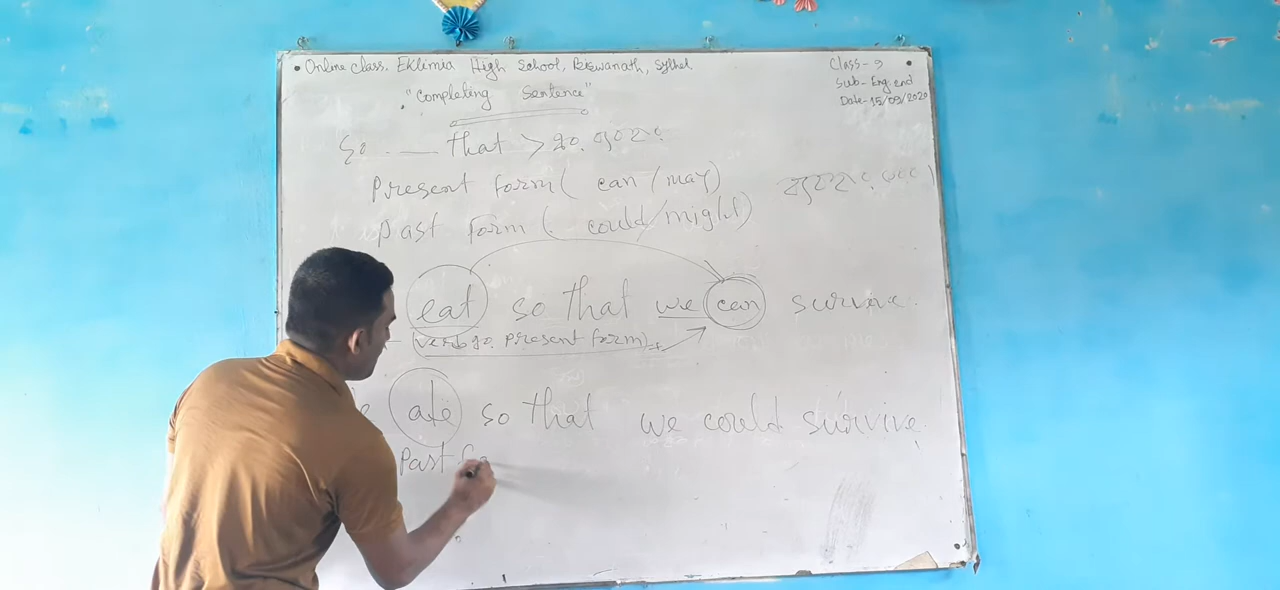 • Online class. Eklimia High School, Biswanath, Sylhet
Class - 9
Sub - Eng. 2nd
Date - 15/09/2020
"Completing Sentence"
So --- that >
Present form ( can / may)
Past form ( could/might)
eat so that we can survive.
present form)
ate so that we could survive.
Past